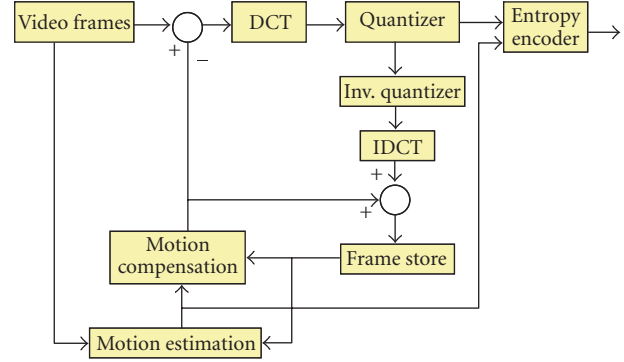 Video frames
+
−
DCT
Quantizer
Entropy
encoder
Inv. quantizer
IDCT
+
+
Motion
compensation
Frame store
Motion estimation